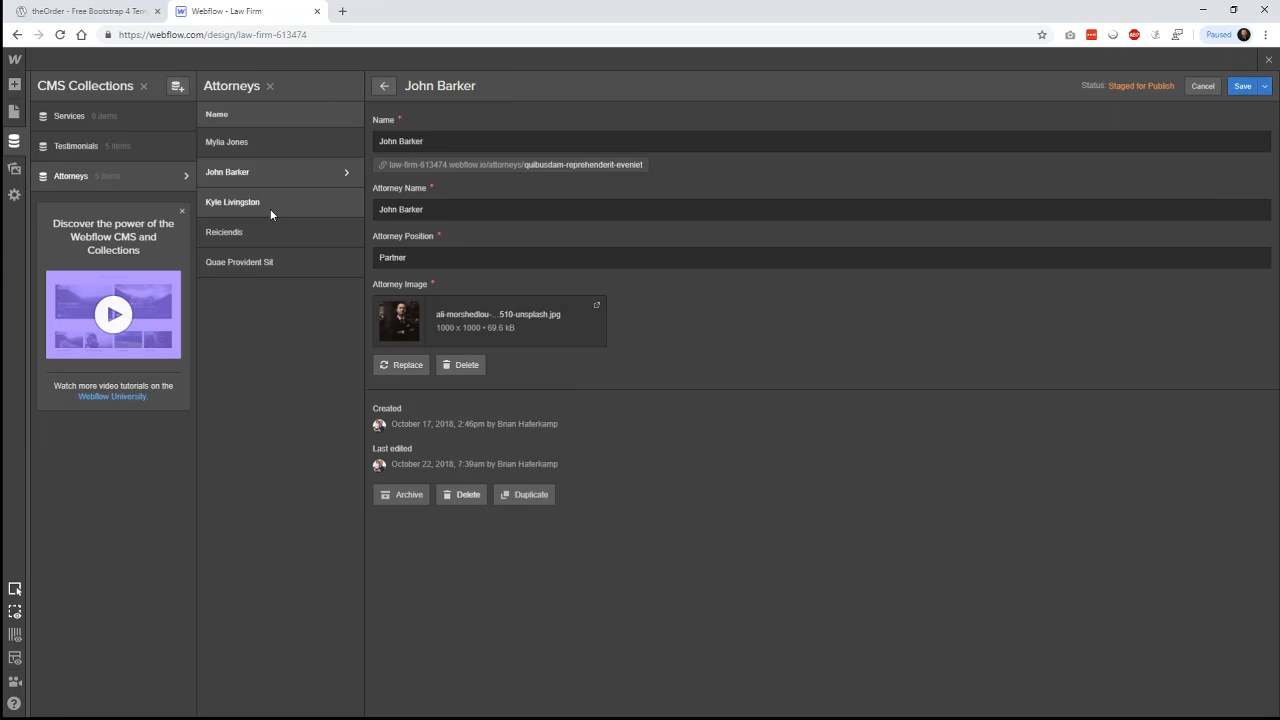 theOrder - Free Bootstrap 4 Tem
Webflow - Law Firm
https://webflow.com/design/law-firm-613474
ABP
Paused
CMS Collections
Services 6 items
Testimonials 5 items
Attorneys 5 items
Discover the power of the
Webflow CMS and
Collections
Watch more video tutorials on the
Webflow University.
Attorneys
Name
Mylia Jones
John Barker
Kyle Livingston
Reiciendis
Quae Provident Sit
John Barker
Status: Staged for Publish
Cancel
Save
Name *
John Barker
law-firm-613474.webflow.io/attorneys/quibusdam-reprehenderit-eveniet
Attorney Name *
John Barker
Attorney Position *
Partner
Attorney Image *
ali-morshedlou-...510-unsplash.jpg
1000 x 1000 • 69.6 kB
Replace
Delete
Created
October 17, 2018, 2:46pm by Brian Haferkamp
Last edited
October 22, 2018, 7:39am by Brian Haferkamp
Archive
Delete
Duplicate